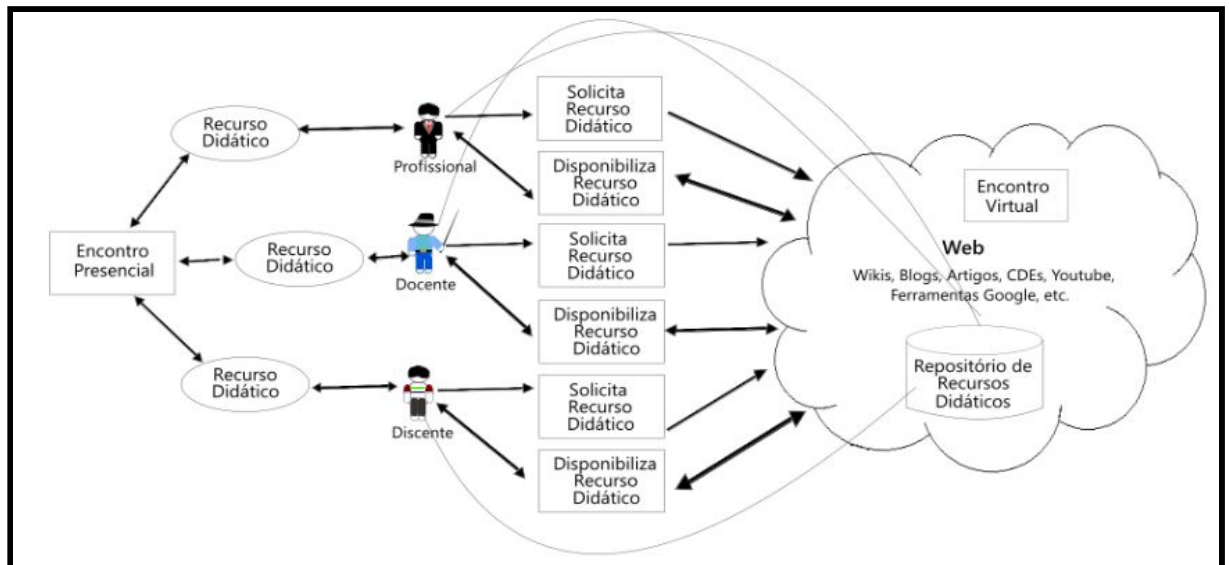 Recurso
Didático
Profissional
Solicita
Recurso
Didático
Disponibiliza
Recurso
Didático
Encontro
Presencial
Recurso
Didático
Docente
Solicita
Recurso
Didático
Disponibiliza
Recurso
Didático
Recurso
Didático
Discente
Solicita
Recurso
Didático
Disponibiliza
Recurso
Didático
Encontro
Virtual
Web
Wikis, Blogs, Artigos, CDEs, Youtube,
Ferramentas Google, etc.
Repositório de
Recursos
Didáticos